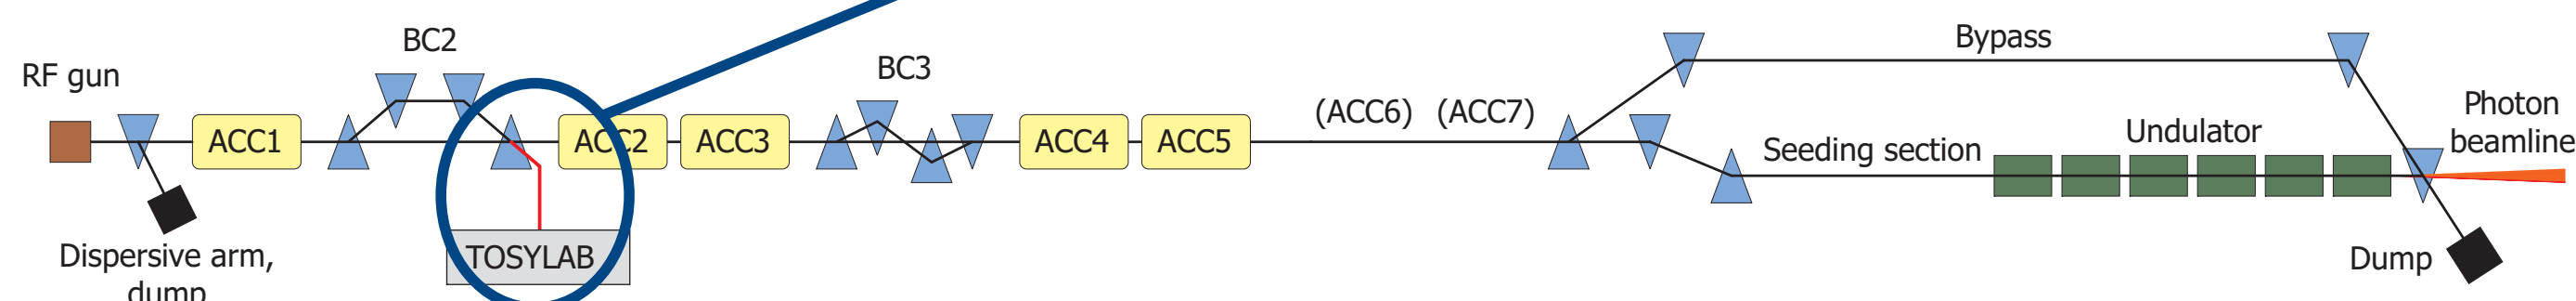 BC2
RF gun
BC3
Bypass
(ACC6) (ACC7)
Photon
beamline
ACC1
ACC2
ACC3
ACC4
ACC5
Seeding section
Undulator
Dispersive arm,
dump
TOSYLAB
Dump